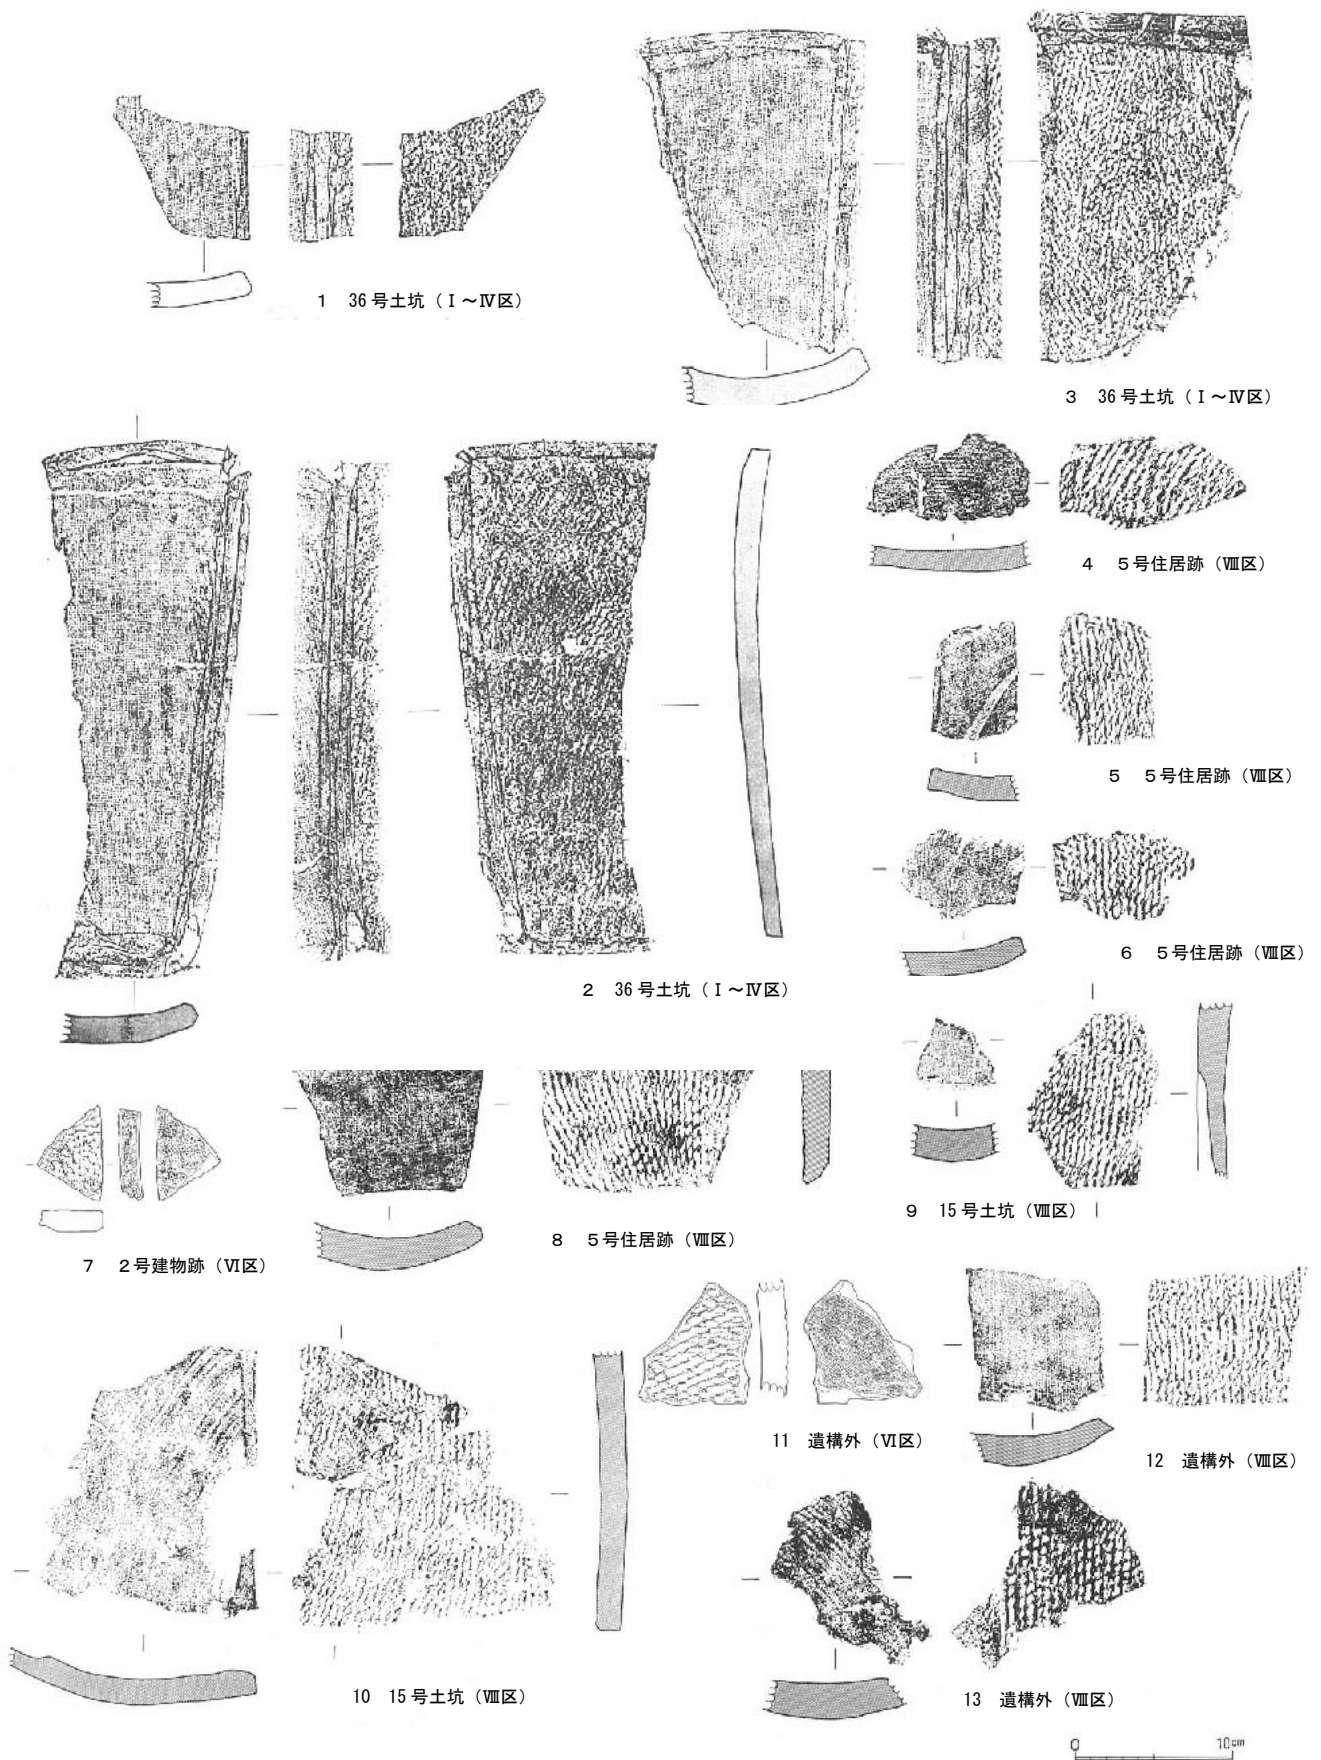 1 36号土坑(Ⅰ~Ⅳ区)
3 36号土坑(Ⅰ~Ⅳ区)
4 5号住居跡(Ⅷ区)
5 5号住居跡(Ⅷ区)
6 5号住居跡(Ⅷ区)
2 36号土坑(Ⅰ~Ⅳ区)
9 15号土坑(Ⅷ区)
8 5号住居跡(Ⅷ区)
7 2号建物跡(Ⅵ区)
11 遺構外(Ⅵ区)
12 遺構外(Ⅷ区)
10 15号土坑(Ⅷ区)
13 遺構外(Ⅷ区)
0 10cm